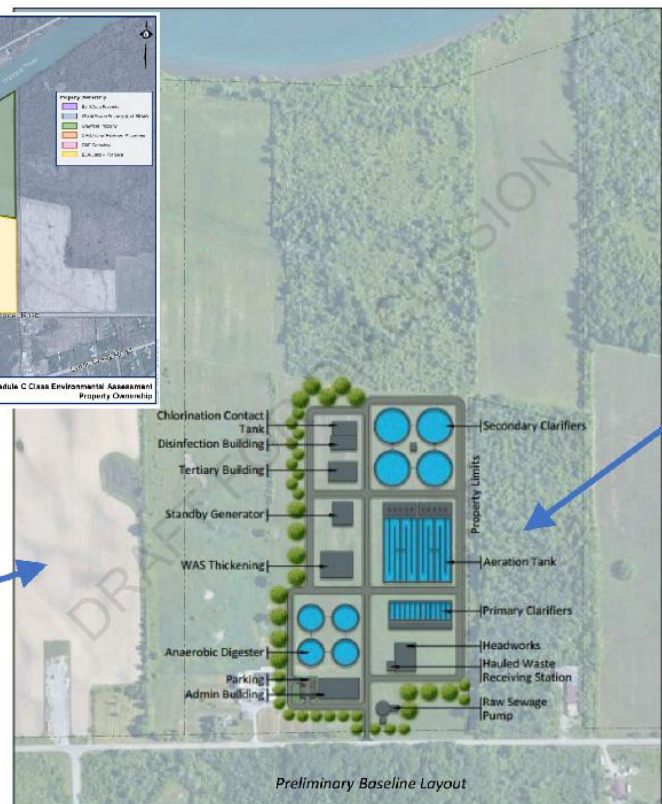 Property Ownership
edule C Class Environmental Assessment
Property Ownership
DRAFT FOR DISCUSSION
Chlorination Contact
Tank
Disinfection Building
Tertiary Building
Standby Generator
WAS Thickening
Anaerobic Digester
Parking
Admin Building
Secondary Clarifiers
Property Limits
Aeration Tank
Primary Clarifiers
Headworks
Hauled Waste
Receiving Station
Raw Sewage
Pump
Preliminary Baseline Layout